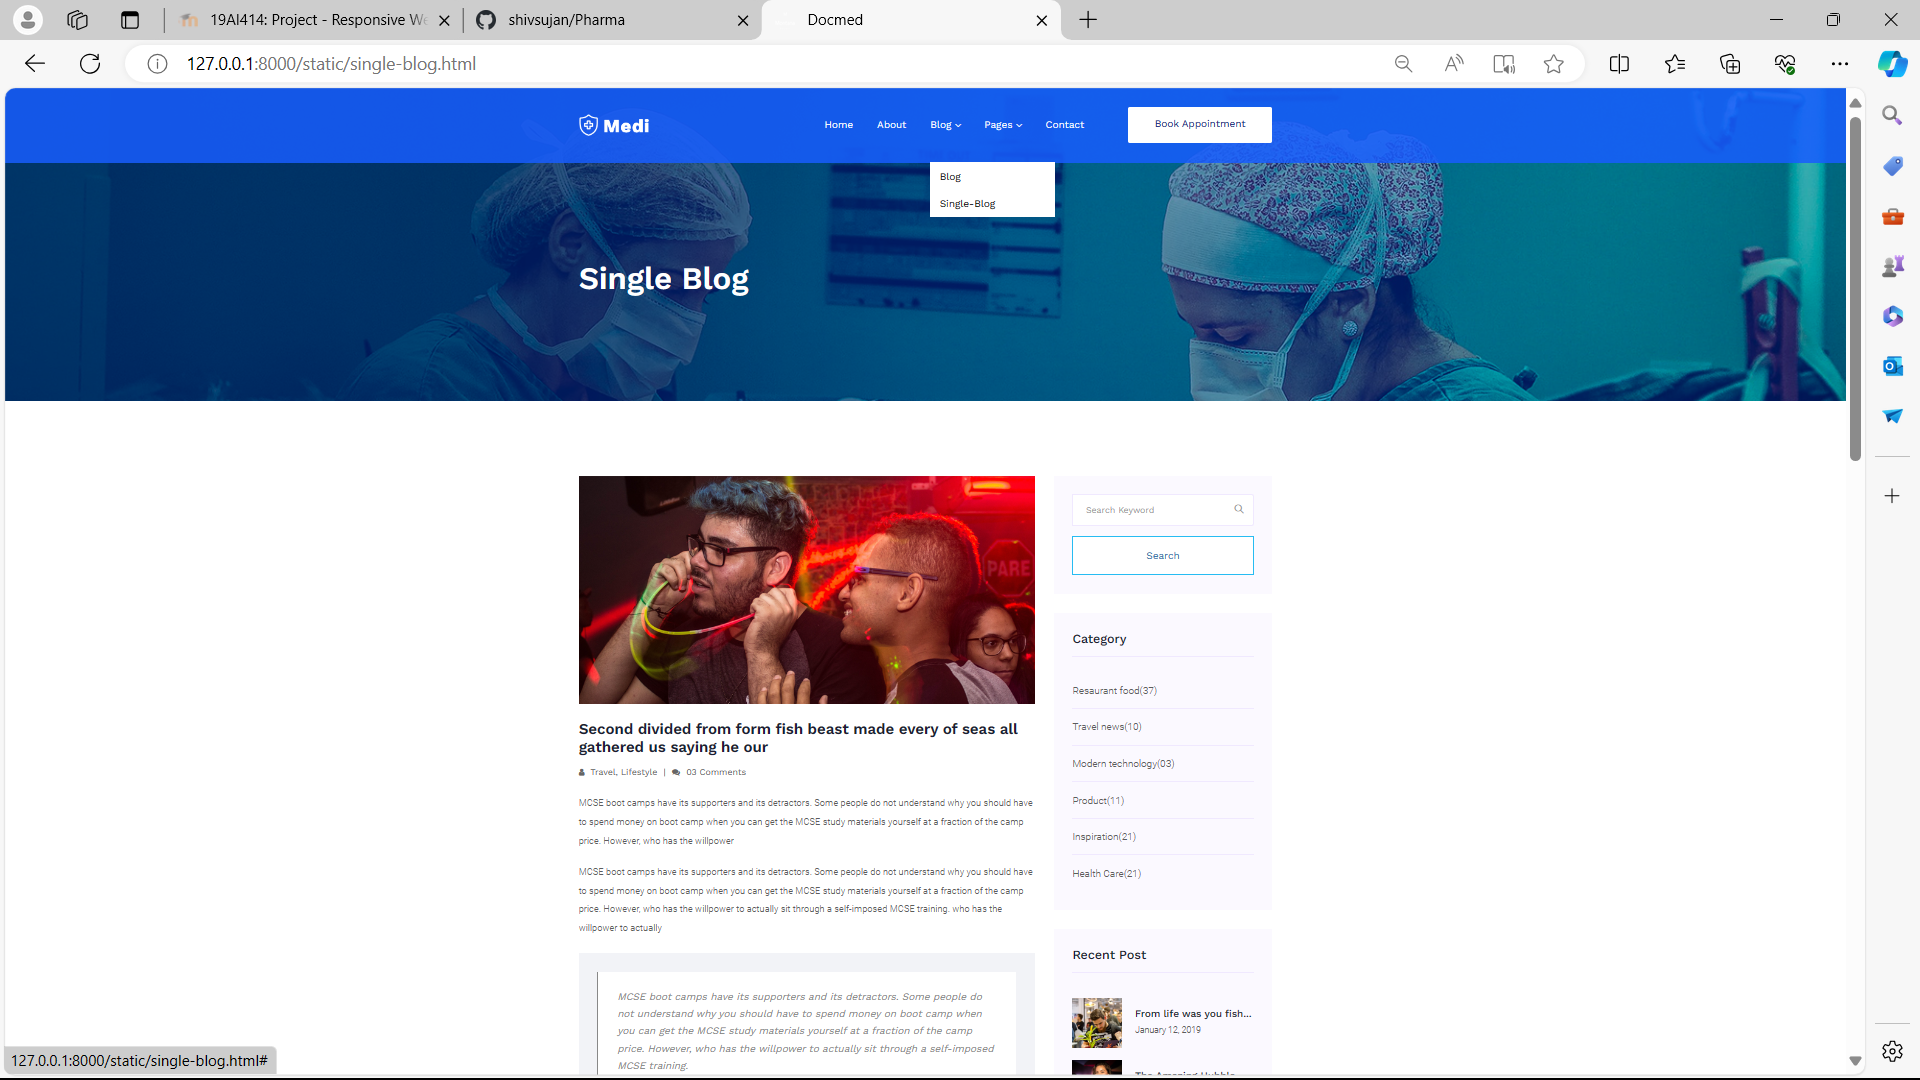 19AI414: Project - Responsive We
shivsujan/Pharma
Docmed
127.0.0.1:8000/static/single-blog.html
Medi
Home
About
Blog
Pages
Contact
Book Appointment
Blog
Single-Blog
Single Blog
PARE
Second divided from form fish beast made every of seas all
gathered us saying he our
Travel, Lifestyle | 03 Comments
MCSE boot camps have its supporters and its detractors. Some people do not understand why you should have
to spend money on boot camp when you can get the MCSE study materials yourself at a fraction of the camp
price. However, who has the willpower
MCSE boot camps have its supporters and its detractors. Some people do not understand why you should have
to spend money on boot camp when you can get the MCSE study materials yourself at a fraction of the camp
price. However, who has the willpower to actually sit through a self-imposed MCSE training. who has the
willpower to actually
MCSE boot camps have its supporters and its detractors. Some people do
not understand why you should have to spend money on boot camp when
you can get the MCSE study materials yourself at a fraction of the camp
price. However, who has the willpower to actually sit through a self-imposed
MCSE training.
Search Keyword
Search
Category
Resaurant food(37)
Travel news(10)
Modern technology(03)
Product(11)
Inspiration(21)
Health Care(21)
Recent Post
From life was you fish...
January 12, 2019
The Amazing Hubble
127.0.0.1:8000/static/single-blog.html#